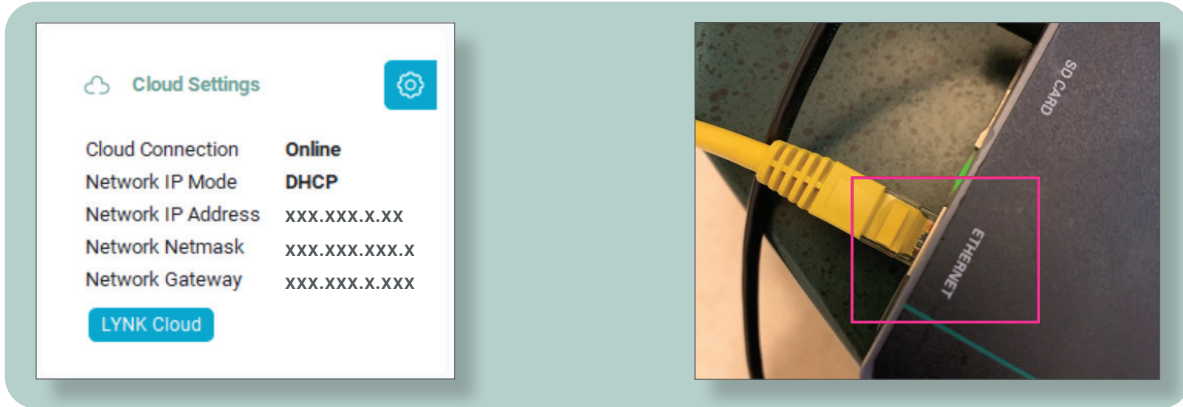 Cloud Settings
Cloud Connection Online
Network IP Mode DHCP
Network IP Address xxx.xxx.x.xx
Network Netmask xxx.xxx.xxx.x
Network Gateway xxx.xxx.x.xxx
LYNK Cloud
SD CARD
ETHERNET